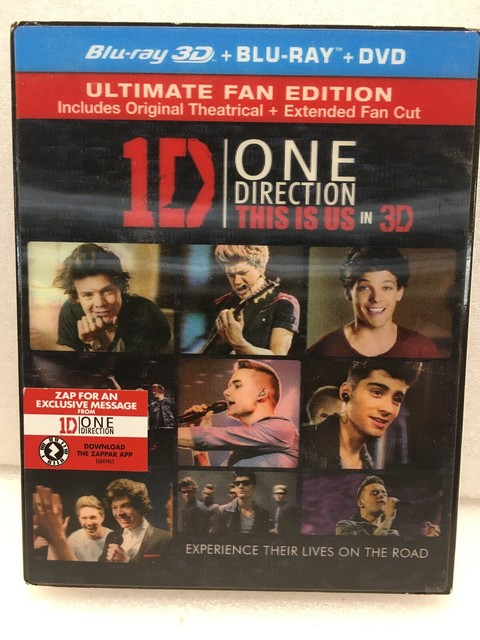 Blu-ray 3D + BLU-RAY™ + DVD
ULTIMATE FAN EDITION
Includes Original Theatrical + Extended Fan Cut
1D ONE
DIRECTION
THIS IS US IN 3D
ZAP FOR AN
EXCLUSIVE MESSAGE
FROM
1D ONE
DIRECTION
DOWNLOAD
THE ZAPPAR APP
EXPERIENCE THEIR LIVES ON THE ROAD